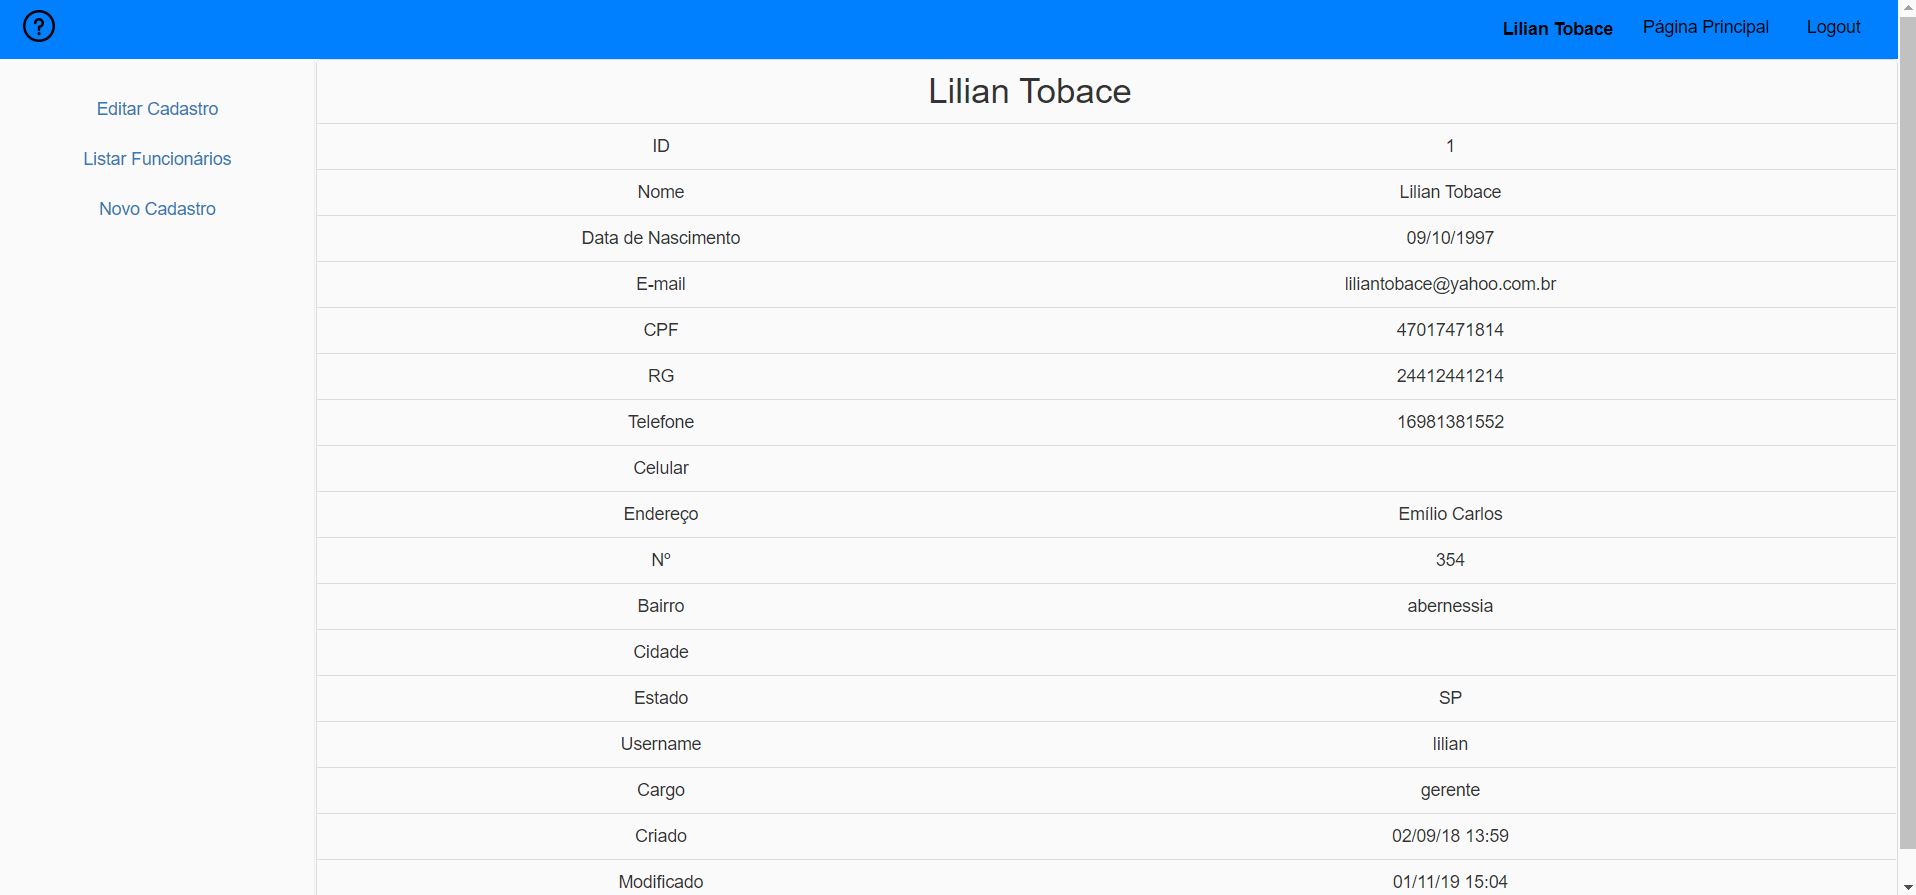 ?
Lilian Tobace Página Principal Logout
Editar Cadastro
Listar Funcionários
Novo Cadastro
Lilian Tobace
ID 1
Nome Lilian Tobace
Data de Nascimento 09/10/1997
E-mail liliantobace@yahoo.com.br
CPF 47017471814
RG 24412441214
Telefone 16981381552
Celular
Endereço Emílio Carlos
Nº 354
Bairro abernessia
Cidade
Estado SP
Username lilian
Cargo gerente
Criado 02/09/18 13:59
Modificado 01/11/19 15:04